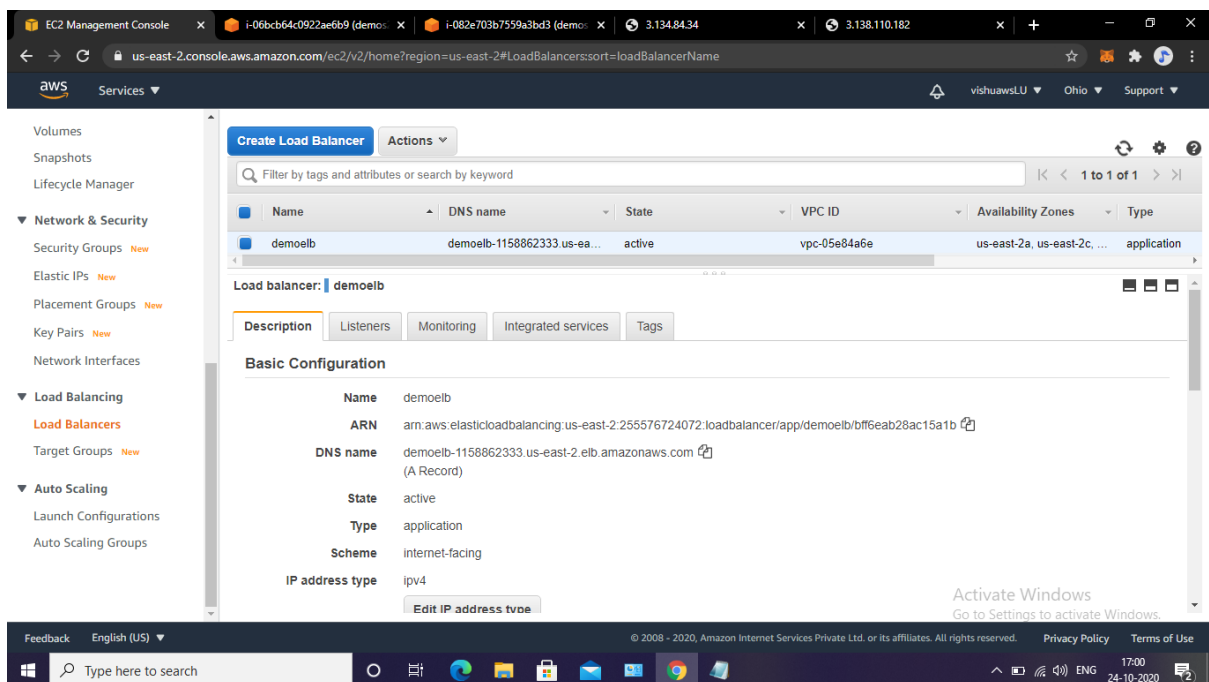 EC2 Management Console
i-06bcb64c0922ae6b9 (demos
i-082e703b7559a3bd3 (demos
3.134.84.34
3.138.110.182
us-east-2.console.aws.amazon.com/ec2/v2/home?region=us-east-2#LoadBalancers:sort=loadBalancerName
aws Services vishuawsLU Ohio Support
Volumes
Snapshots
Lifecycle Manager
Network & Security
Security Groups New
Elastic IPs New
Placement Groups New
Key Pairs New
Network Interfaces
Load Balancing
Load Balancers
Target Groups New
Auto Scaling
Launch Configurations
Auto Scaling Groups
Create Load Balancer Actions
Filter by tags and attributes or search by keyword 1 to 1 of 1
Name DNS name State VPC ID Availability Zones Type
demoelb demoelb-1158862333.us-ea... active vpc-05e84a6e us-east-2a, us-east-2c, ... application
Load balancer: demoelb
Description Listeners Monitoring Integrated services Tags
Basic Configuration
Name demoelb
ARN arn:aws:elasticloadbalancing:us-east-2:255576724072:loadbalancer/app/demoelb/bff6eab28ac15a1b
DNS name demoelb-1158862333.us-east-2.elb.amazonaws.com
(A Record)
State active
Type application
Scheme internet-facing
IP address type ipv4
Edit IP address type
Activate Windows
Go to Settings to activate Windows.
Feedback English (US) © 2008 - 2020, Amazon Internet Services Private Ltd. or its affiliates. All rights reserved. Privacy Policy Terms of Use
Type here to search ENG 17:00
24-10-2020 2